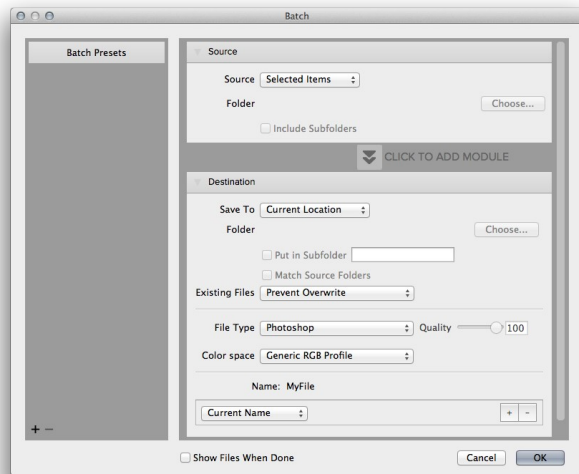 Batch
Batch Presets
Source
Source Selected Items
Folder Choose...
Include Subfolders
CLICK TO ADD MODULE
Destination
Save To Current Location
Folder Choose...
Put in Subfolder
Match Source Folders
Existing Files Prevent Overwrite
File Type Photoshop Quality 100
Color space Generic RGB Profile
Name: MyFile
Current Name + -
+ -
Show Files When Done Cancel OK